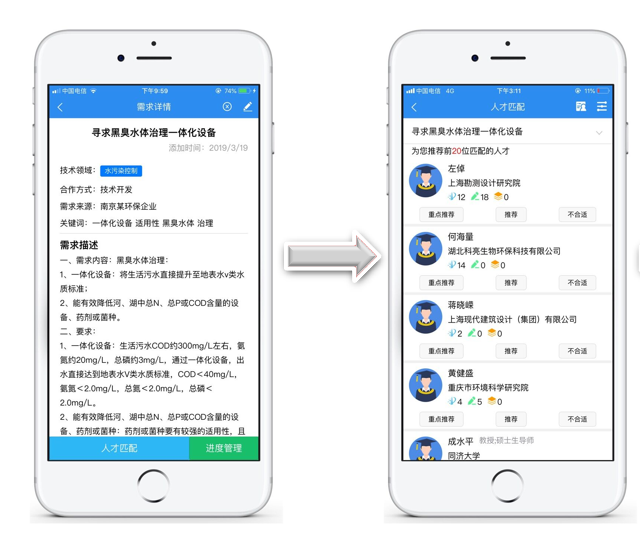 中国电信
下午9:59
74%
需求详情
寻求黑臭水体治理一体化设备
添加时间：2019/3/19
技术领域： 水污染控制
合作方式：技术开发
需求来源：南京某环保企业
关键词：一体化设备 适用性 黑臭水体 治理
需求描述
一、需求内容：黑臭水体治理：
1、一体化设备：将生活污水直接提升至地表水v类水
质标准；
2、能有效降低河、湖中总N、总P或COD含量的设
备、药剂或菌种。
二、要求：
1、一体化设备：生活污水COD约300mg/L左右，氨
氮约20mg/L，总磷约3mg/L，通过一体化设备，出
水直接达到地表水V类水质标准，COD＜40mg/L，
氨氮＜2.0mg/L，总氮＜2.0mg/L，总磷＜
2.0mg/L。
2、能有效降低河、湖中总N、总P或COD含量的设
备、药剂或菌种：药剂或菌种要有较强的适用性，且
人才匹配
进度管理
中国电信 4G
下午3:11
11%
人才匹配
寻求黑臭水体治理一体化设备
为您推荐前20位匹配的人才
左倬
上海勘测设计研究院
12 18 0
重点推荐 推荐 不合适
何海量
湖北科亮生物环保科技有限公司
14 0 0
重点推荐 推荐 不合适
蒋晓嵘
上海现代建筑设计（集团）有限公司
2 0 0
重点推荐 推荐 不合适
黄健盛
重庆市环境科学研究院
4 5 0
重点推荐 推荐 不合适
成水平 教授;硕士生导师
同济大学